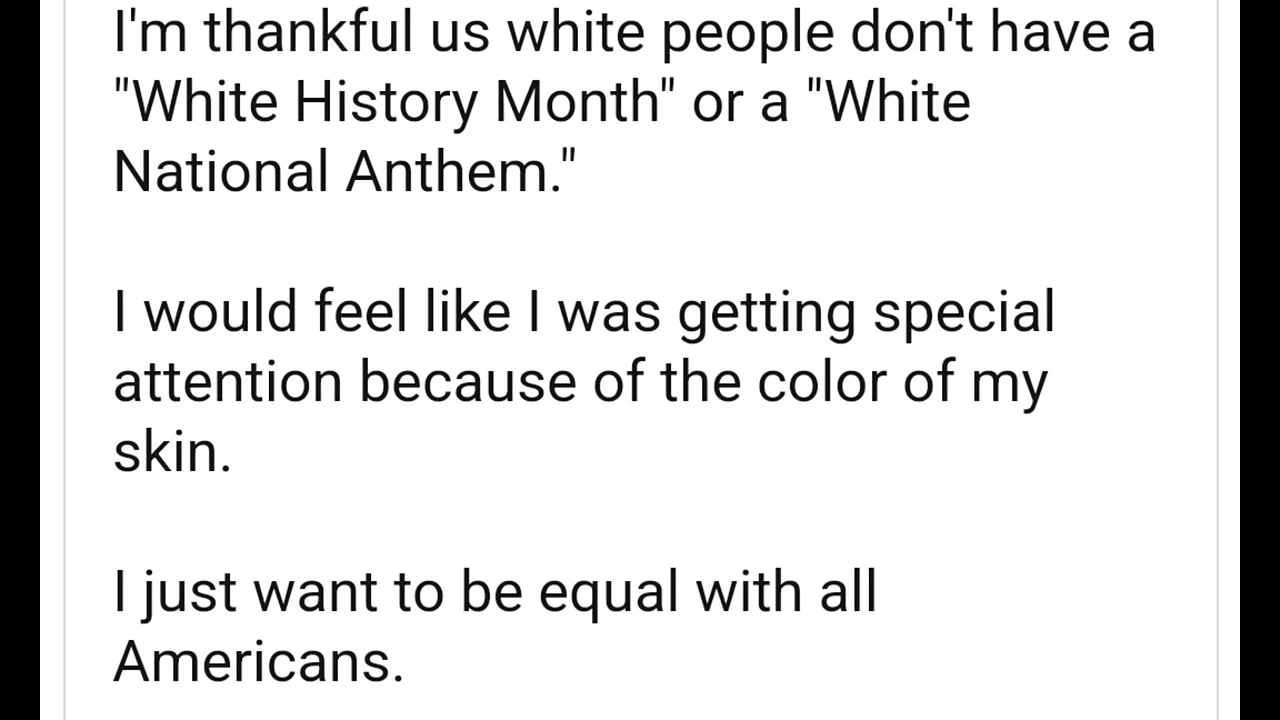 I'm thankful us white people don't have a
"White History Month" or a "White
National Anthem."
I would feel like I was getting special
attention because of the color of my
skin.
I just want to be equal with all
Americans.